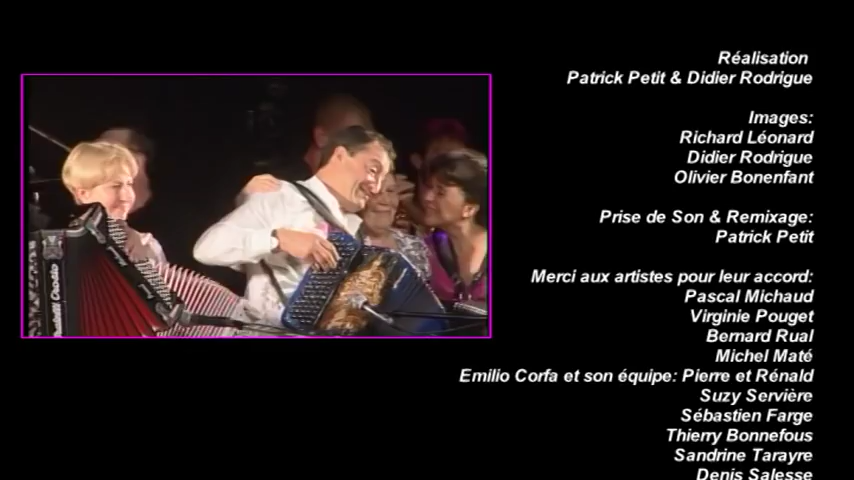 Réalisation
Patrick Petit & Didier Rodrigue
Images:
Richard Léonard
Didier Rodrigue
Olivier Bonenfant
Prise de Son & Remixage:
Patrick Petit
Merci aux artistes pour leur accord:
Pascal Michaud
Virginie Pouget
Bernard Rual
Michel Maté
Emilio Corfa et son équipe: Pierre et Rénald
Suzy Servière
Sébastien Farge
Thierry Bonnefous
Sandrine Tarayre
Denis Salesse